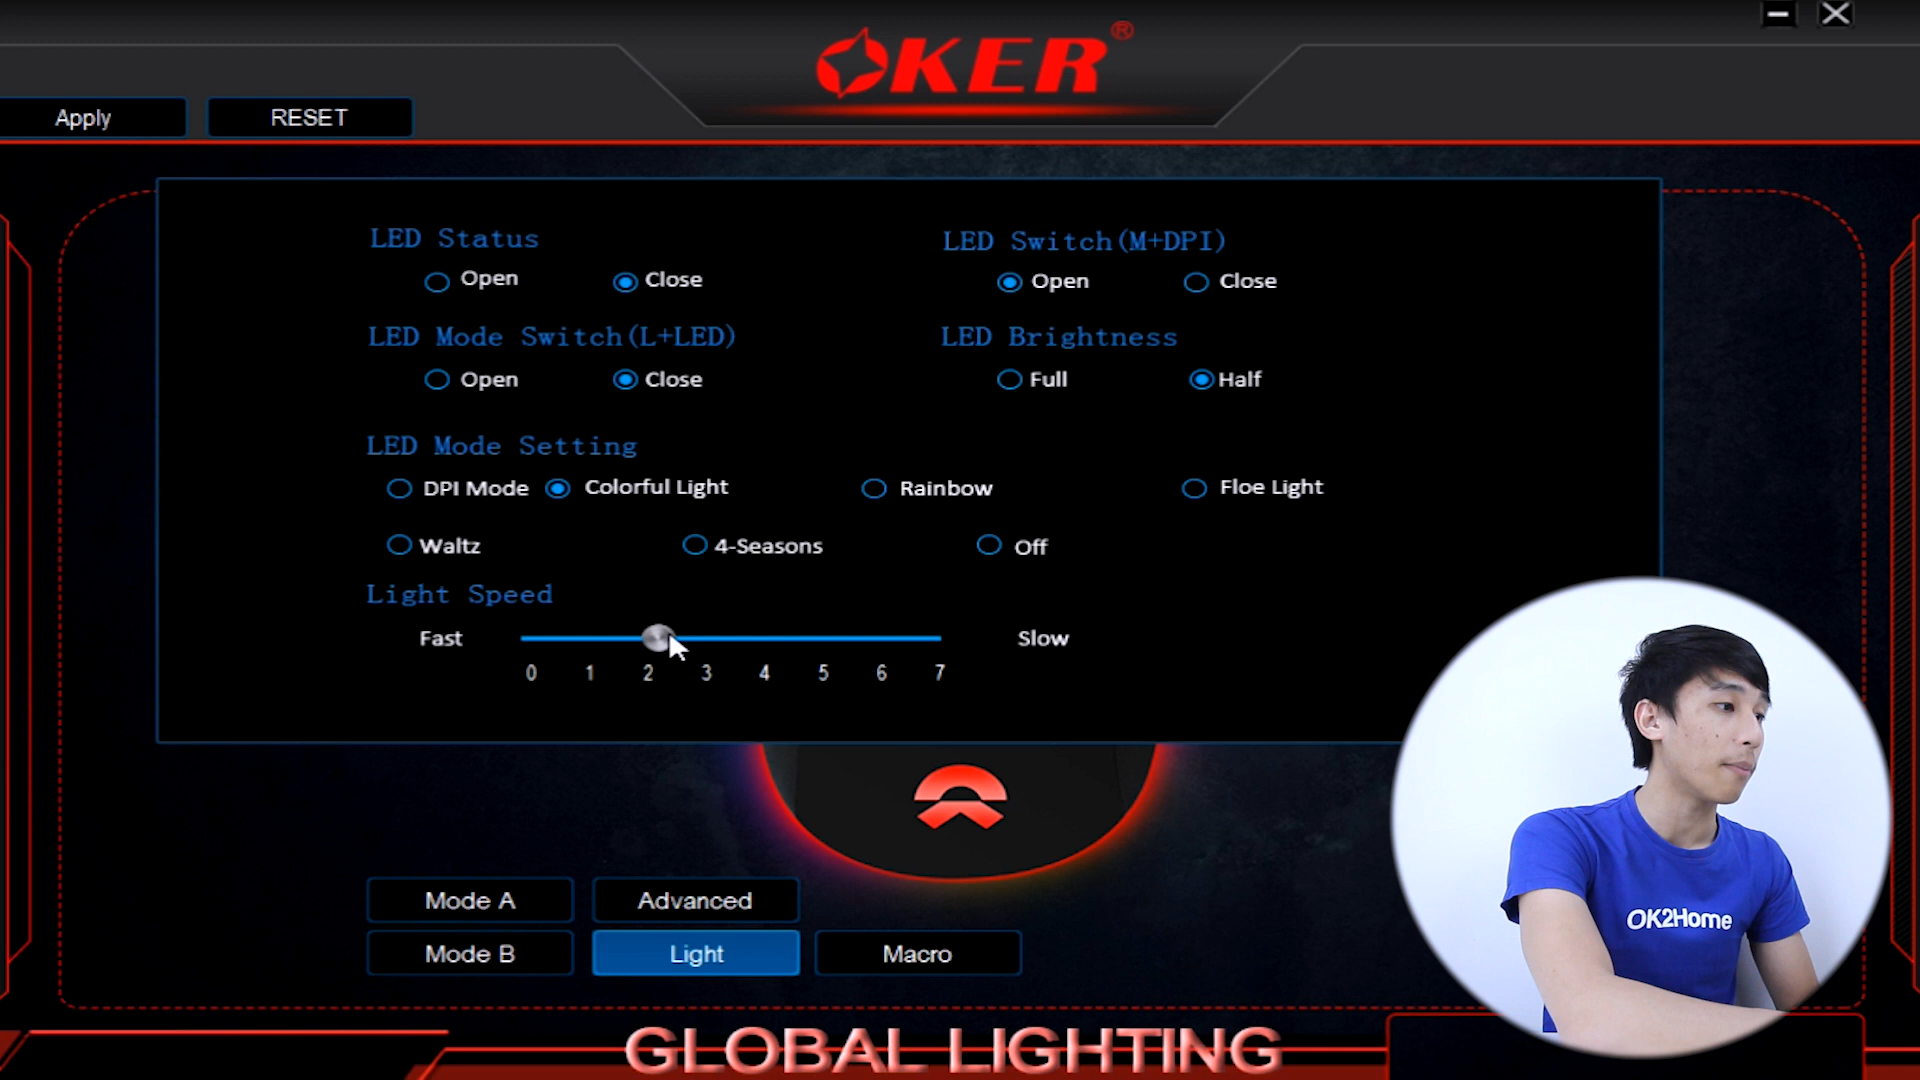 OKER®
Apply RESET
LED Status LED Switch(M+DPI)
Open Close Open Close
LED Mode Switch(L+LED) LED Brightness
Open Close Full Half
LED Mode Setting
DPI Mode Colorful Light Rainbow Floe Light
Waltz 4-Seasons Off
Light Speed
Fast Slow
0 1 2 3 4 5 6 7
Mode A Advanced
Mode B Light Macro
OK2Home
GLOBAL LIGHTING